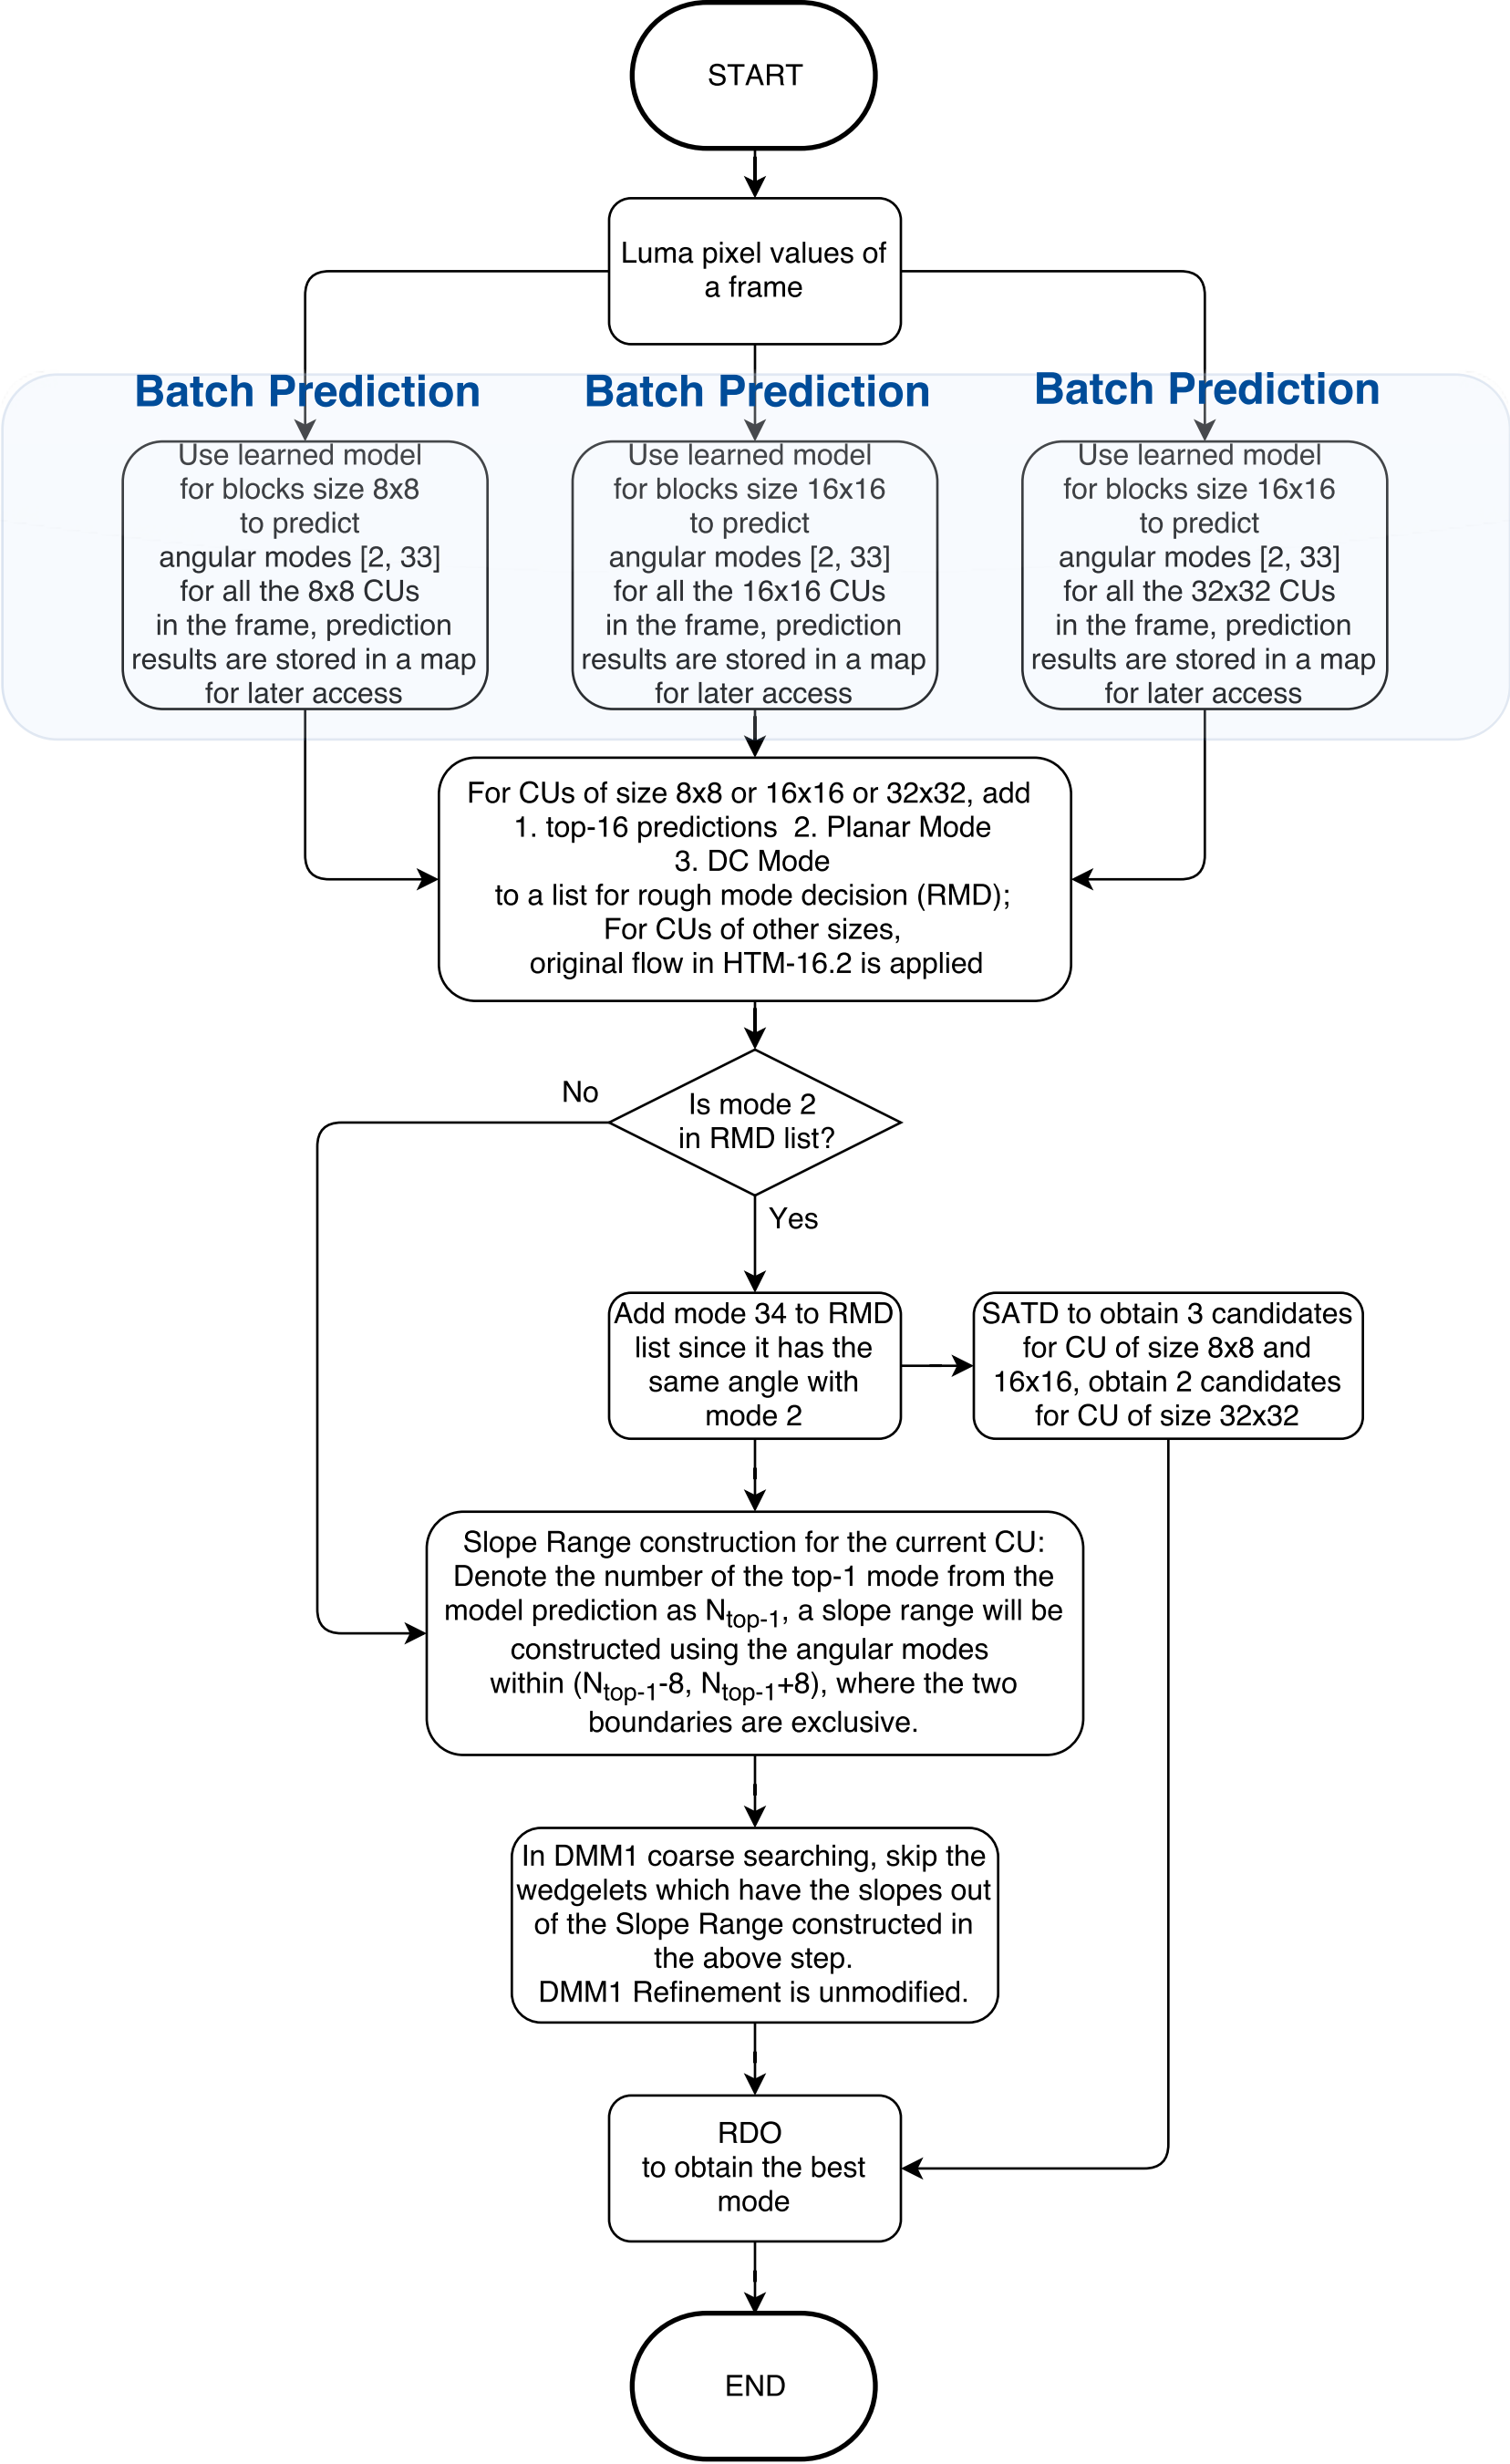 START
Luma pixel values of
a frame
Batch Prediction
Use learned model
for blocks size 8x8
to predict
angular modes [2, 33]
for all the 8x8 CUs
in the frame, prediction
results are stored in a map
for later access
Batch Prediction
Use learned model
for blocks size 16x16
to predict
angular modes [2, 33]
for all the 16x16 CUs
in the frame, prediction
results are stored in a map
for later access
Batch Prediction
Use learned model
for blocks size 16x16
to predict
angular modes [2, 33]
for all the 32x32 CUs
in the frame, prediction
results are stored in a map
for later access
For CUs of size 8x8 or 16x16 or 32x32, add
1. top-16 predictions 2. Planar Mode
3. DC Mode
to a list for rough mode decision (RMD);
For CUs of other sizes,
original flow in HTM-16.2 is applied
No
Is mode 2
in RMD list?
Yes
Add mode 34 to RMD
list since it has the
same angle with
mode 2
SATD to obtain 3 candidates
for CU of size 8x8 and
16x16, obtain 2 candidates
for CU of size 32x32
Slope Range construction for the current CU:
Denote the number of the top-1 mode from the
model prediction as Ntop-1, a slope range will be
constructed using the angular modes
within (Ntop-1-8, Ntop-1+8), where the two
boundaries are exclusive.
In DMM1 coarse searching, skip the
wedgelets which have the slopes out
of the Slope Range constructed in
the above step.
DMM1 Refinement is unmodified.
RDO
to obtain the best
mode
END